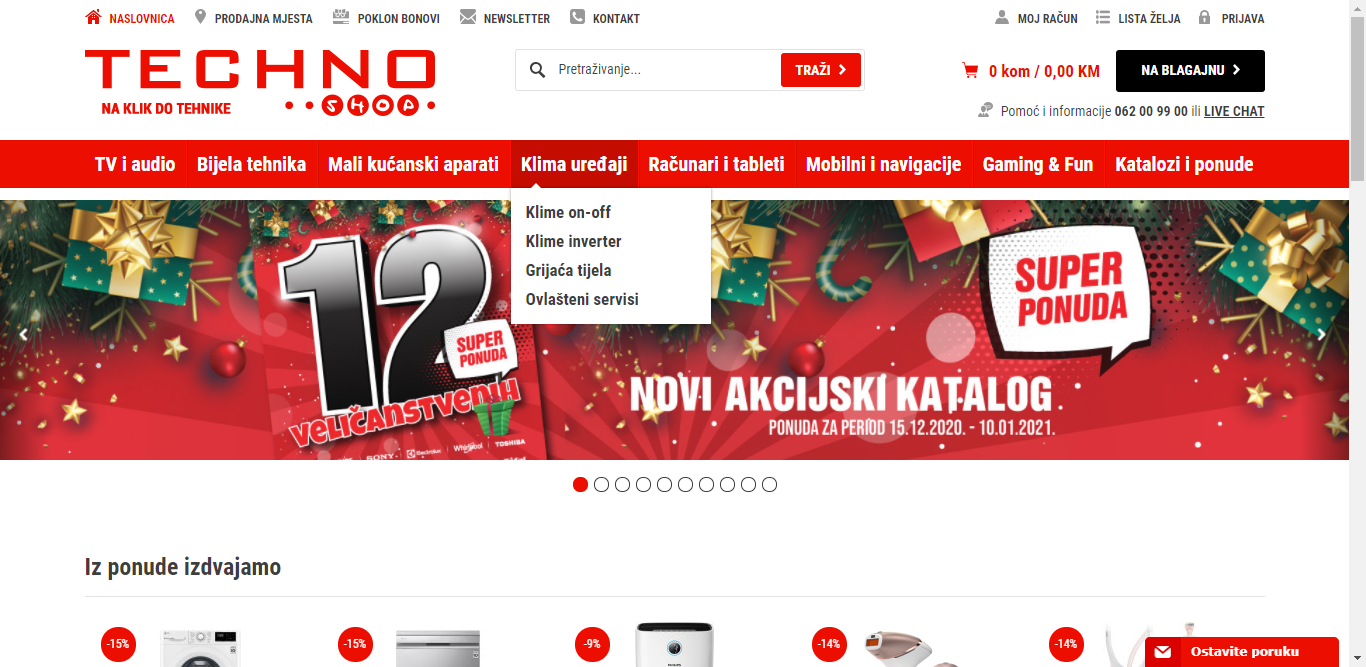 NASLOVNICA PRODAJNA MJESTA POKLON BONOVI NEWSLETTER KONTAKT MOJ RAČUN LISTA ŽELJA PRIJAVA
TECHNO
NA KLIK DO TEHNIKE SHOP
Pretraživanje... TRAŽI
0 kom / 0,00 KM NA BLAGAJNU
Pomoć i informacije 062 00 99 00 ili LIVE CHAT
TV i audio Bijela tehnika Mali kućanski aparati Klima uređaji Računari i tableti Mobilni i navigacije Gaming & Fun Katalozi i ponude
Klime on-off
Klime inverter
Grijaća tijela
Ovlašteni servisi
12
SUPER
PONUDA
VELIČANSTVENIH
SONY Electrolux Whirlpool TOSHIBA
SUPER
PONUDA
NOVI AKCIJSKI KATALOG
PONUDA ZA PERIOD 15.12.2020. - 10.01.2021.
Iz ponude izdvajamo
-15% -15% -9% -14% -14%
PHILIPS
Ostavite poruku